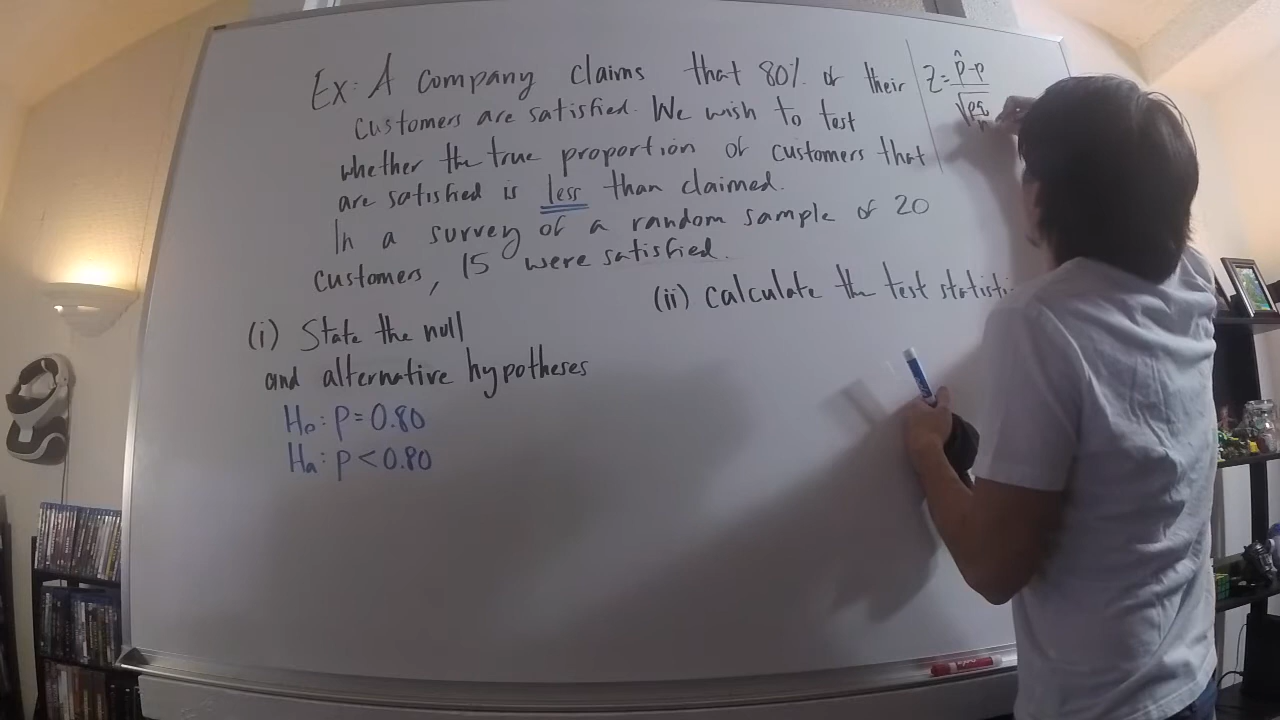 Ex: A company claims that 80% of their
customers are satisfied. We wish to test
whether the true proportion of customers that
are satisfied is less than claimed.
In a survey of a random sample of 20
customers, 15 were satisfied.
(i) State the null
and alternative hypotheses
H₀: p = 0.80
Hₐ: p < 0.80
(ii) Calculate the test statisti
Z = p̂-p
√pq
n